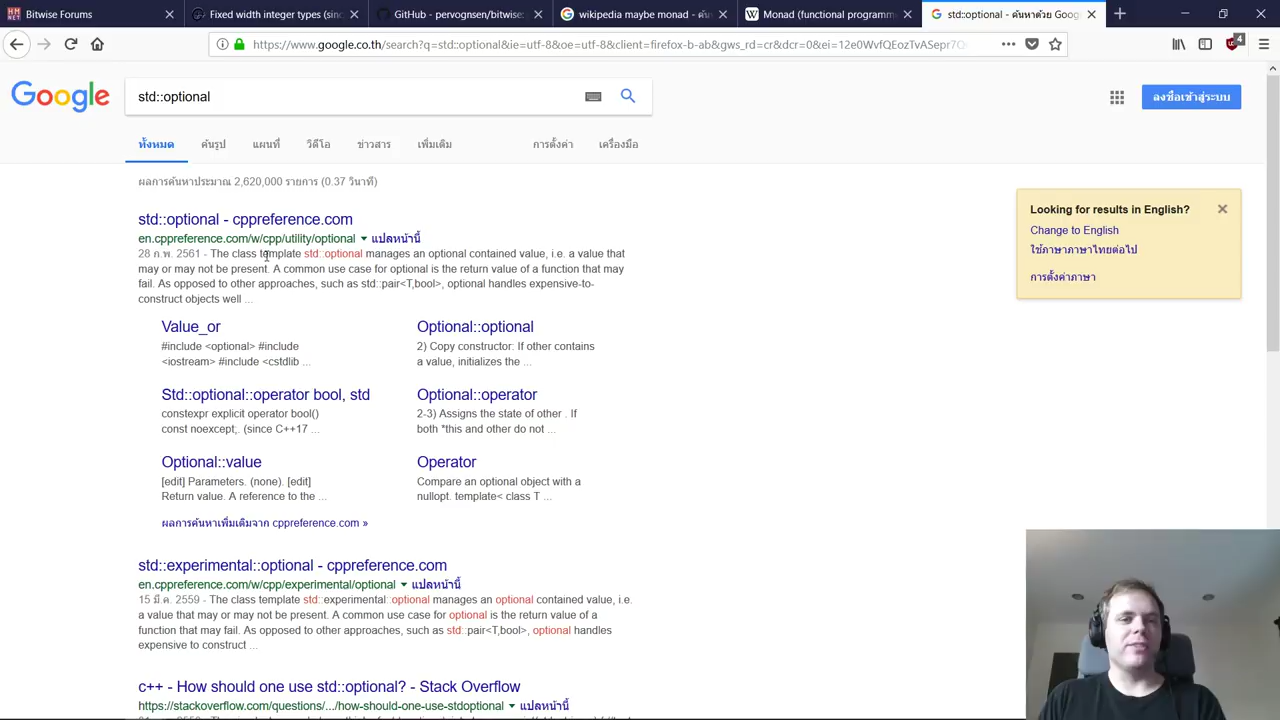 Bitwise Forums
Fixed width integer types (sinc
GitHub - pervognsen/bitwise:
wikipedia maybe monad - ค้นห
Monad (functional programm
std::optional - ค้นหาด้วย Goog
https://www.google.co.th/search?q=std::optional&ie=utf-8&oe=utf-8&client=firefox-b-ab&gws_rd=cr&dcr=0&ei=12e0WvfQEozTvASepr7Q
4
Google
std::optional
ลงชื่อเข้าสู่ระบบ
ทั้งหมด
ค้นรูป
แผนที่
วิดีโอ
ข่าวสาร
เพิ่มเติม
การตั้งค่า
เครื่องมือ
ผลการค้นหาประมาณ 2,620,000 รายการ (0.37 วินาที)
Looking for results in English?
Change to English
ใช้ภาษาภาษาไทยต่อไป
การตั้งค่าภาษา
std::optional - cppreference.com
en.cppreference.com/w/cpp/utility/optional ▼ แปลหน้านี้
28 ก.พ. 2561 - The class template std::optional manages an optional contained value, i.e. a value that
may or may not be present. A common use case for optional is the return value of a function that may
fail. As opposed to other approaches, such as std::pair<T,bool>, optional handles expensive-to-
construct objects well ...
Value_or
#include <optional> #include
<iostream> #include <cstdlib ...
Optional::optional
2) Copy constructor: If other contains
a value, initializes the ...
Std::optional::operator bool, std
constexpr explicit operator bool()
const noexcept,. (since C++17 ...
Optional::operator
2-3) Assigns the state of other . If
both *this and other do not ...
Optional::value
[edit] Parameters. (none). [edit]
Return value. A reference to the ...
Operator
Compare an optional object with a
nullopt. template< class T ...
ผลการค้นหาเพิ่มเติมจาก cppreference.com »
std::experimental::optional - cppreference.com
en.cppreference.com/w/cpp/experimental/optional ▼ แปลหน้านี้
15 มี.ค. 2559 - The class template std::experimental::optional manages an optional contained value, i.e.
a value that may or may not be present. A common use case for optional is the return value of a
function that may fail. As opposed to other approaches, such as std::pair<T,bool>, optional handles
expensive to construct ...
c++ - How should one use std::optional? - Stack Overflow
https://stackoverflow.com/questions/.../how-should-one-use-stdoptional ▼ แปลหน้านี้